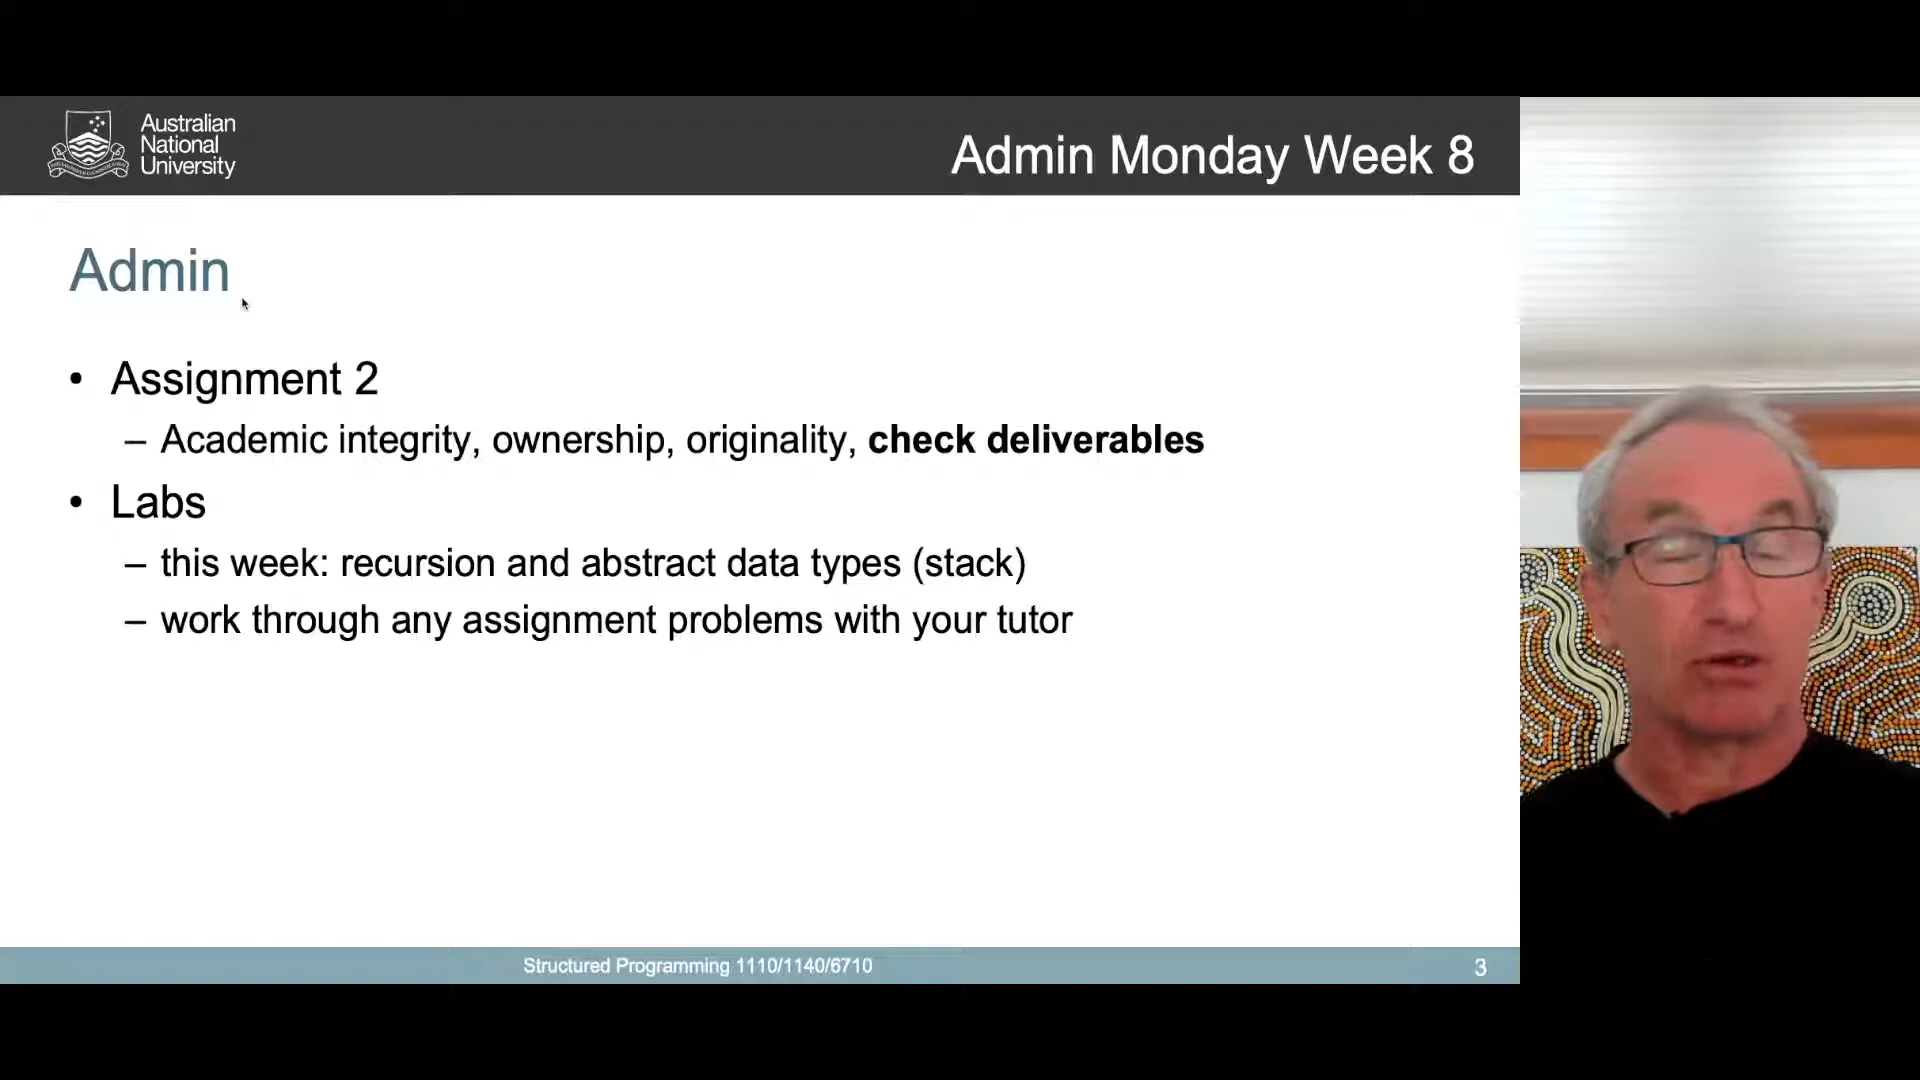 Australian
National
University
Admin Monday Week 8
Admin
• Assignment 2
– Academic integrity, ownership, originality, check deliverables
• Labs
– this week: recursion and abstract data types (stack)
– work through any assignment problems with your tutor
Structured Programming 1110/1140/6710
3